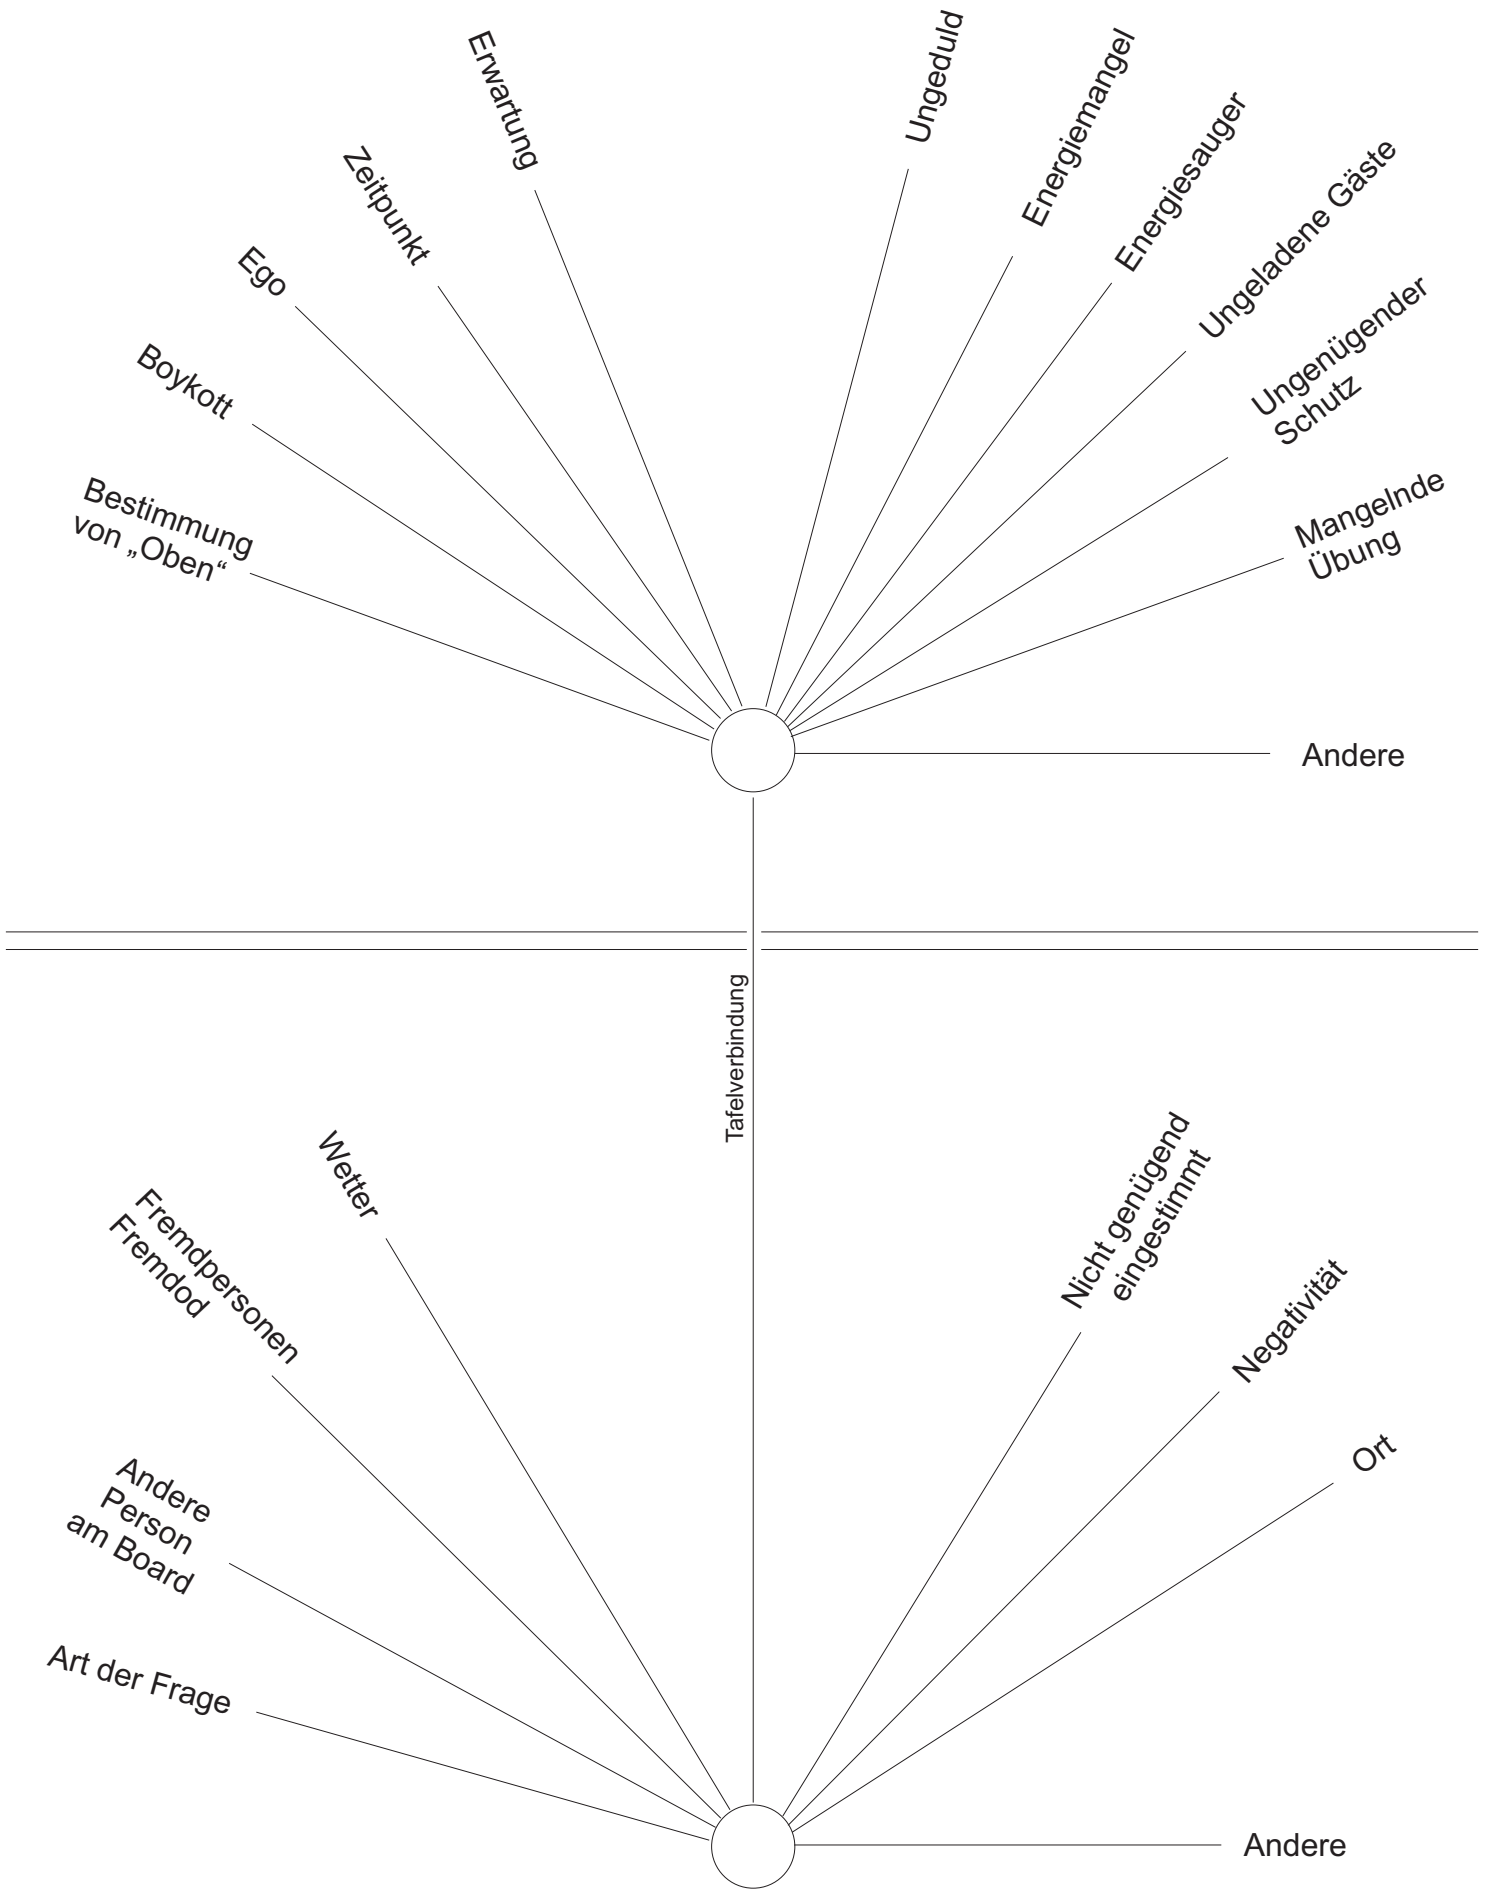 Bestimmung
von „Oben“
Boykott
Ego
Zeitpunkt
Erwartung
Ungeduld
Energiemangel
Energiesauger
Ungeladene Gäste
Ungenügender
Schutz
Mangelnde
Übung
Andere
Tafelverbindung
Art der Frage
Andere
Person
am Board
Fremdpersonen
Fremdod
Wetter
Nicht genügend
eingestimmt
Negativität
Ort
Andere